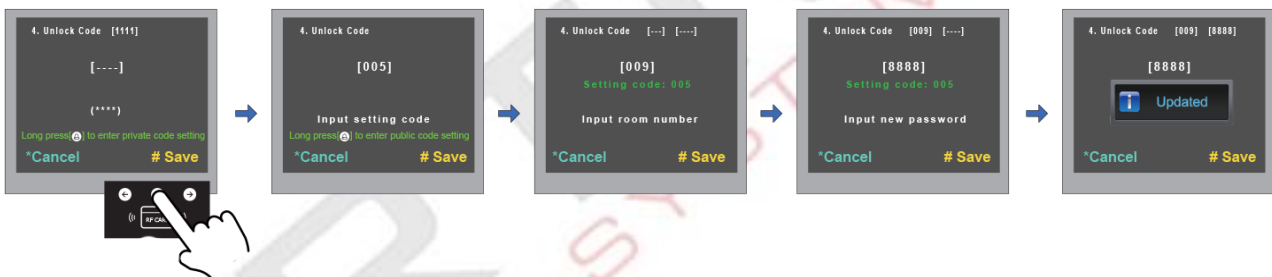 4. Unlock Code [1111]
[----]
(****)
Long press[] to enter private code setting
*Cancel # Save
RF CAR
4. Unlock Code
[005]
Input setting code
Long press[] to enter public code setting
*Cancel # Save
4. Unlock Code [---] [----]
[009]
Setting code: 005
Input room number
*Cancel # Save
4. Unlock Code [009] [----]
[8888]
Setting code: 005
Input new password
*Cancel # Save
4. Unlock Code [009] [8888]
[8888]
Updated
*Cancel # Save